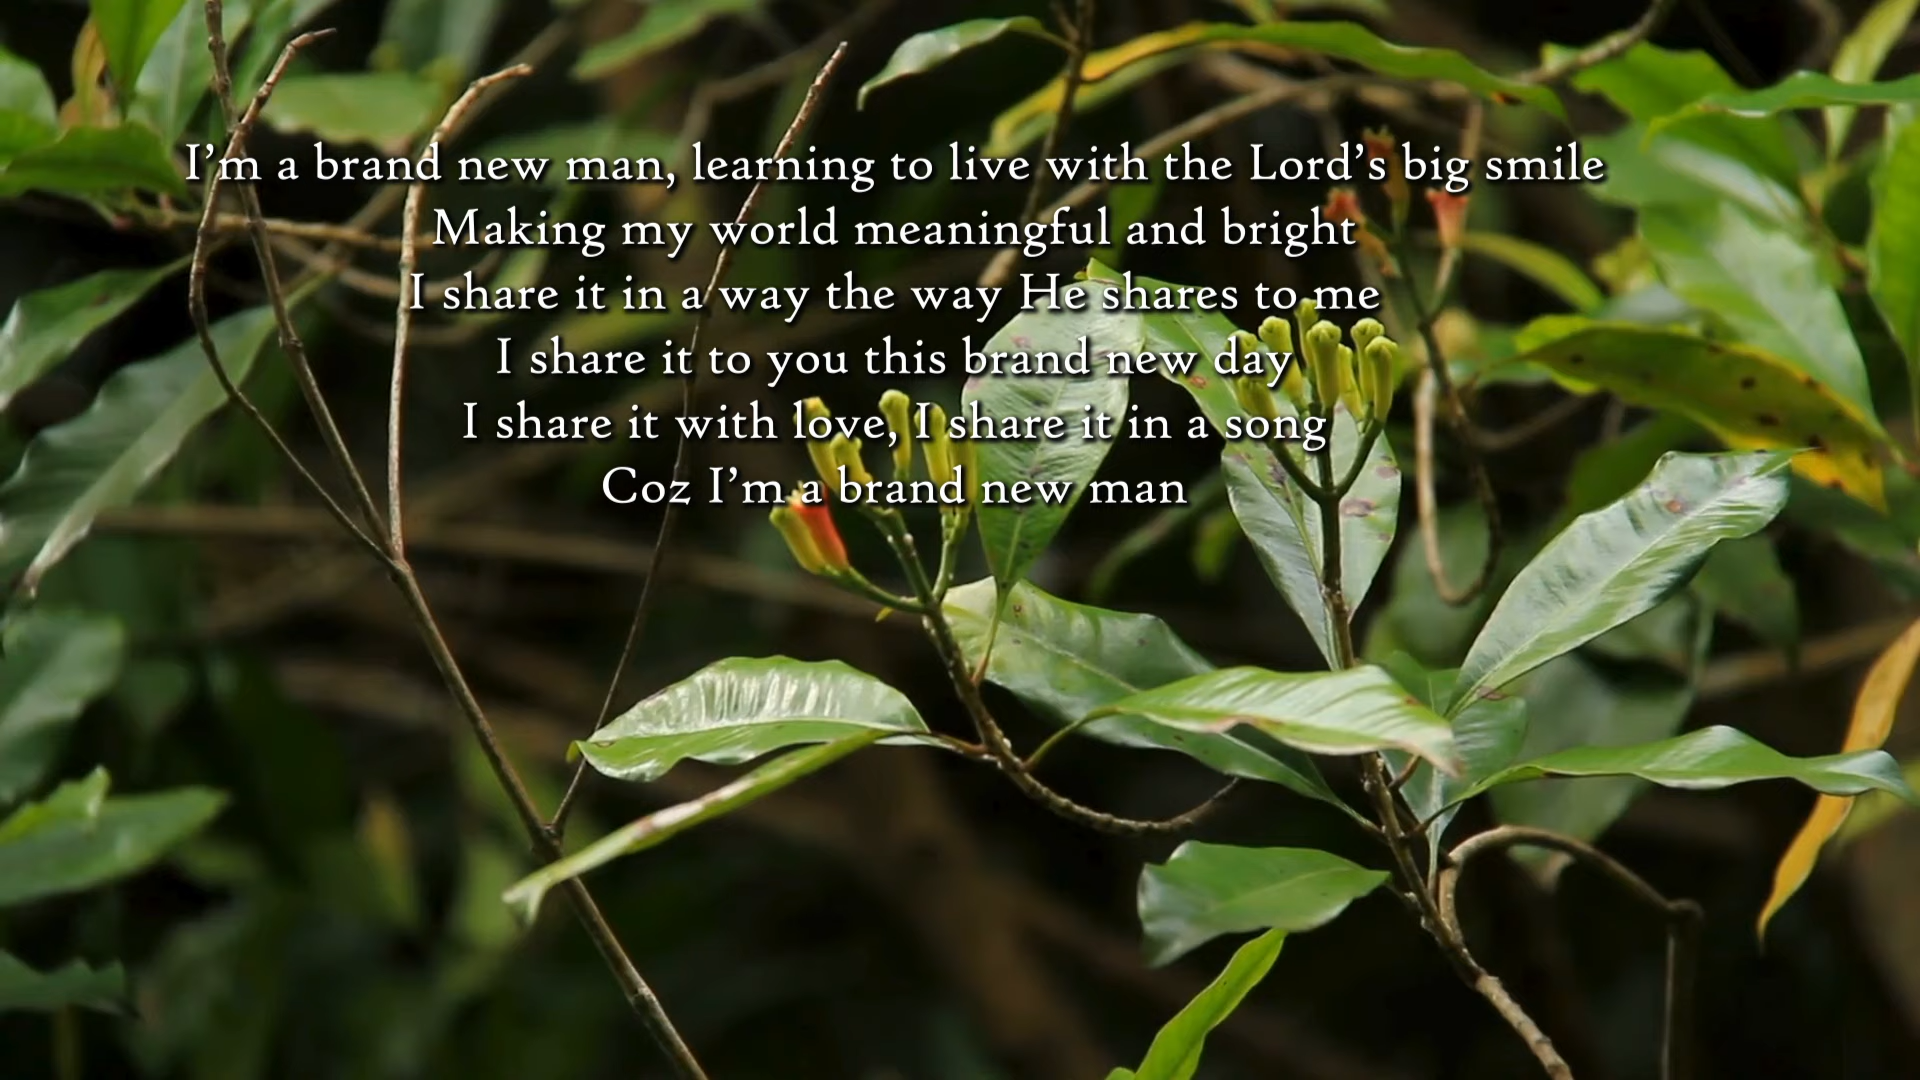 I’m a brand new man, learning to live with the Lord’s big smile
Making my world meaningful and bright
I share it in a way the way He shares to me
I share it to you this brand new day
I share it with love, I share it in a song
Coz I’m a brand new man